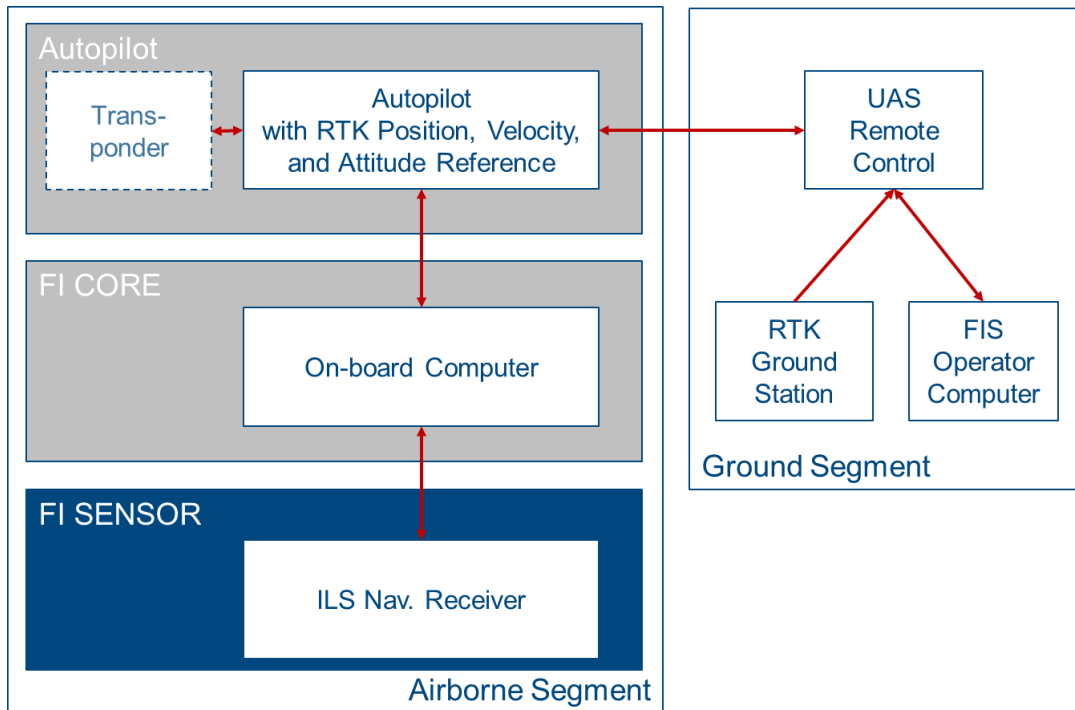 Autopilot
Trans-
ponder
Autopilot
with RTK Position, Velocity,
and Attitude Reference
FI CORE
On-board Computer
FI SENSOR
ILS Nav. Receiver
Airborne Segment
UAS
Remote
Control
RTK
Ground
Station
FIS
Operator
Computer
Ground Segment